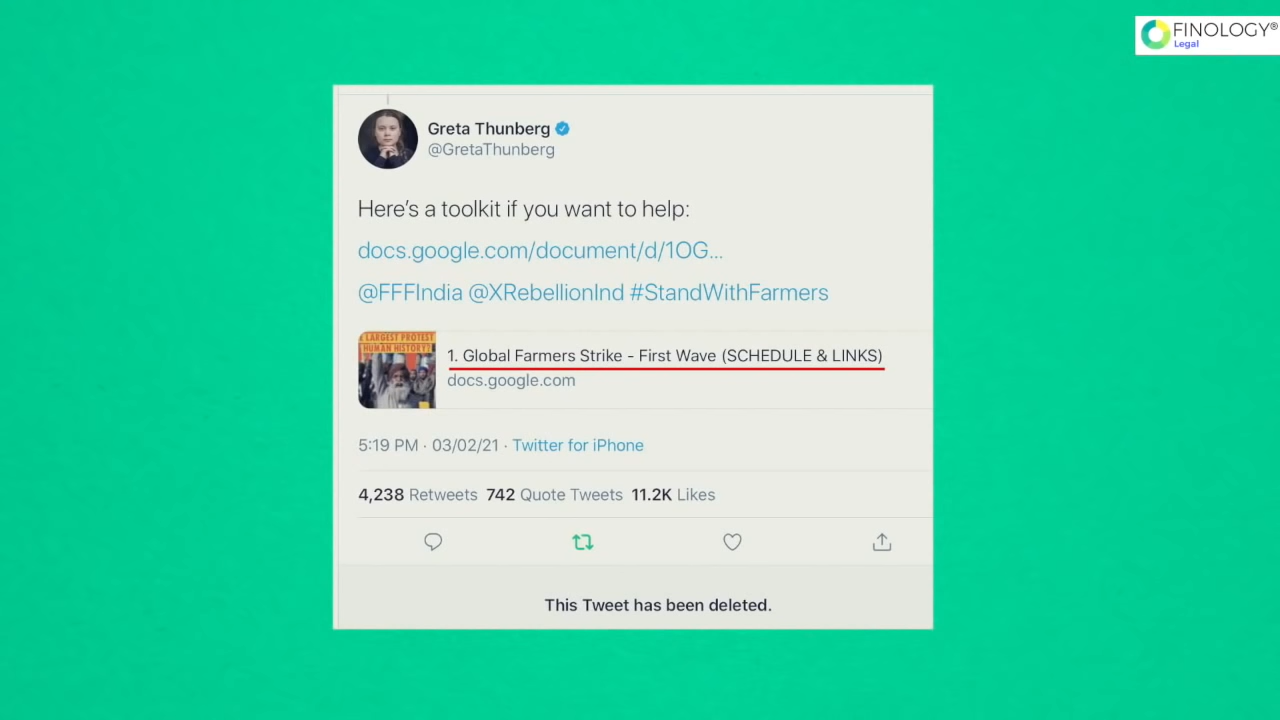 FINOLOGY®
Legal
Greta Thunberg
@GretaThunberg
Here's a toolkit if you want to help:
docs.google.com/document/d/1OG...
@FFFIndia @XRebellionInd #StandWithFarmers
LARGEST PROTEST
HUMAN HISTORY!
1. Global Farmers Strike - First Wave (SCHEDULE & LINKS)
docs.google.com
5:19 PM · 03/02/21 · Twitter for iPhone
4,238 Retweets 742 Quote Tweets 11.2K Likes
This Tweet has been deleted.